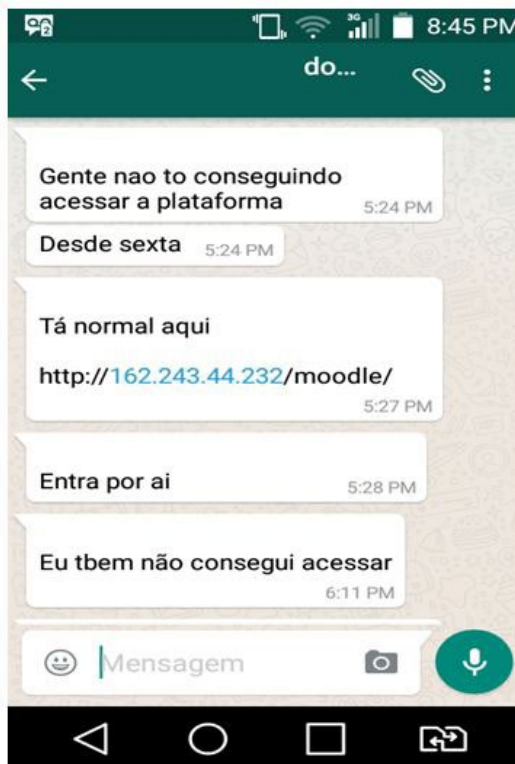 3G 8:45 PM
do...
Gente nao to conseguindo
acessar a plataforma 5:24 PM
Desde sexta 5:24 PM
Tá normal aqui
http://162.243.44.232/moodle/
5:27 PM
Entra por ai 5:28 PM
Eu tbem não consegui acessar
6:11 PM
Mensagem